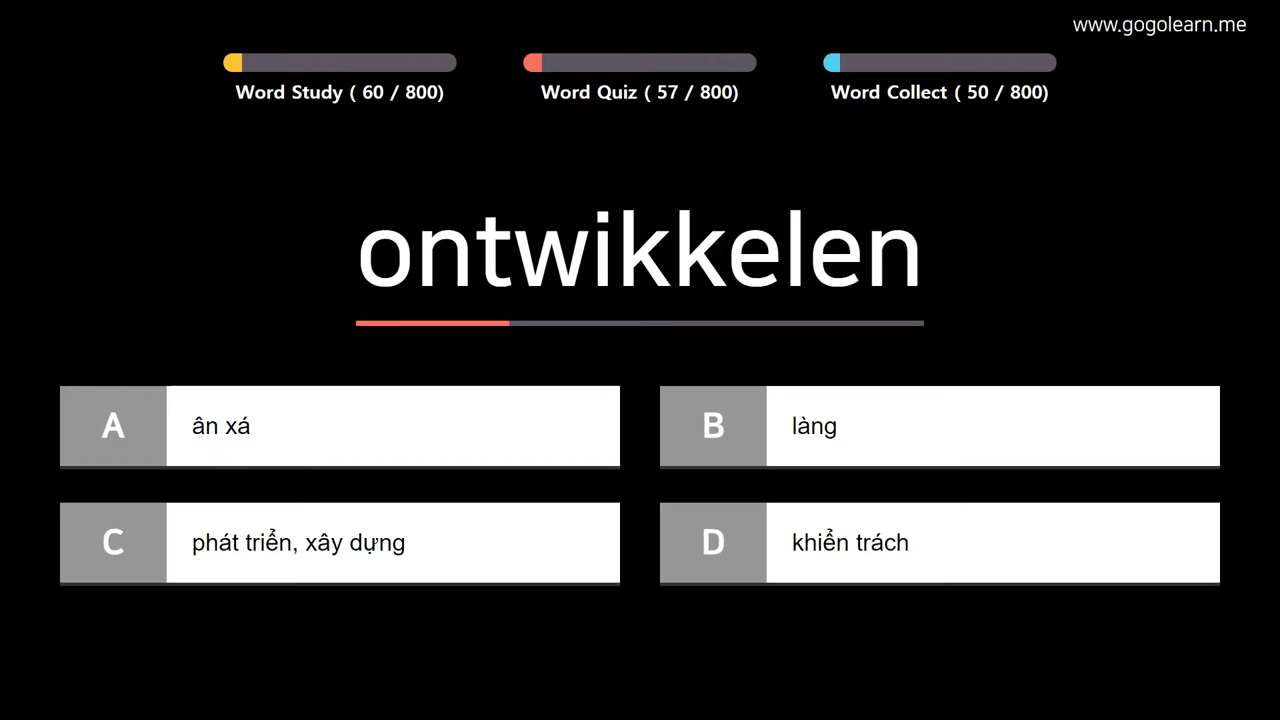 www.gogolearn.me
Word Study ( 60 / 800)
Word Quiz ( 57 / 800)
Word Collect ( 50 / 800)
ontwikkelen
A ân xá
B làng
C phát triển, xây dựng
D khiển trách